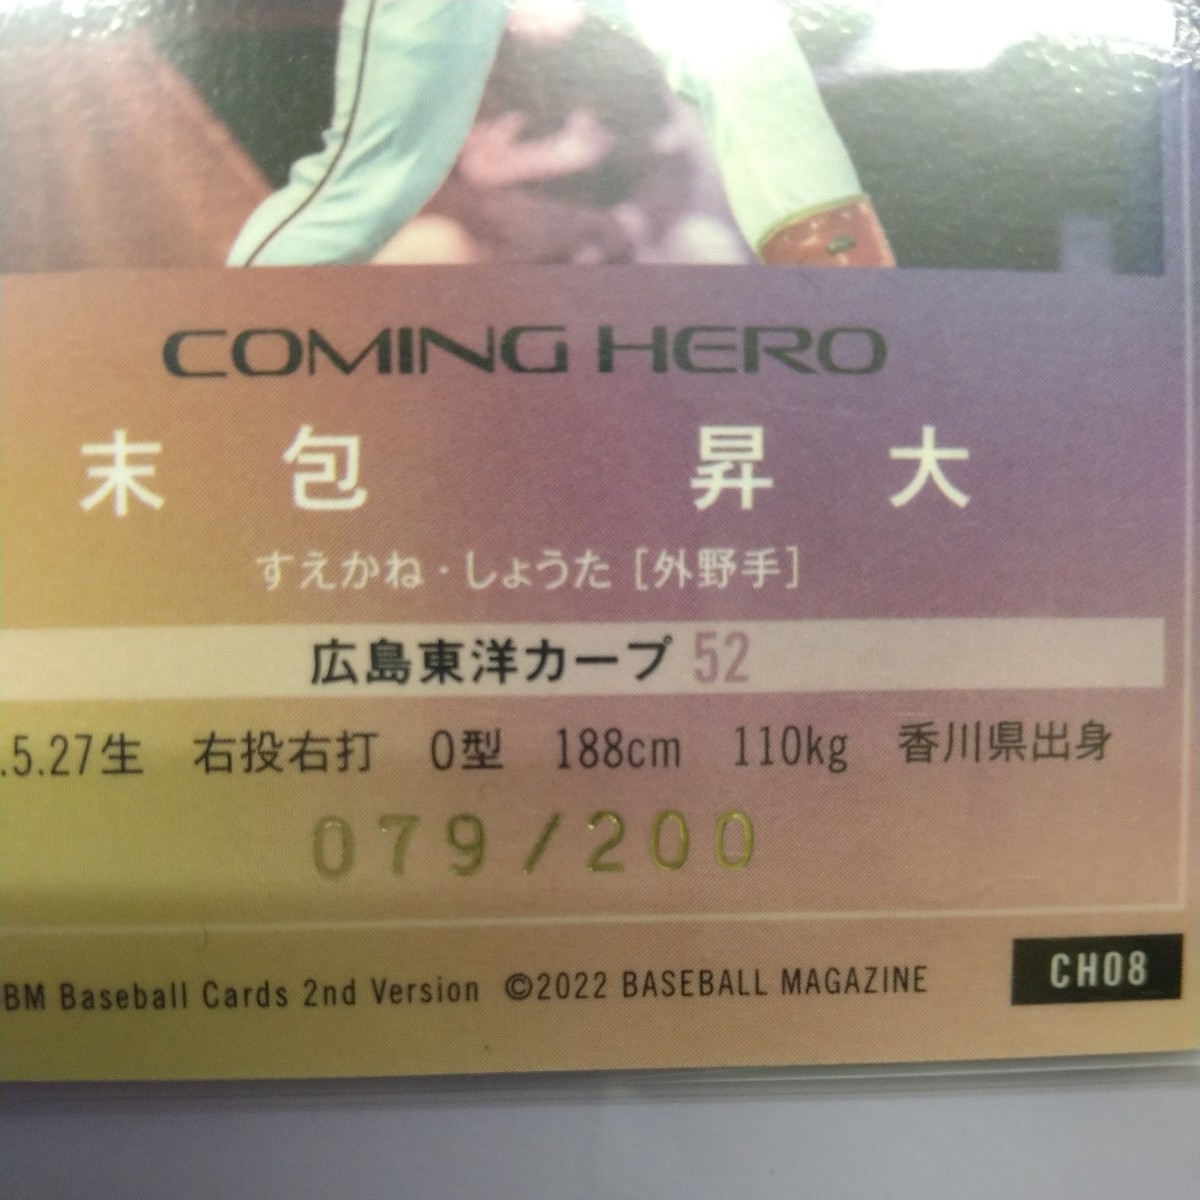 COMING HERO
末包 昇大
すえかね・しょうた [外野手]
広島東洋カープ 52
.5.27生 右投右打 O型 188cm 110kg 香川県出身
079/200
BM Baseball Cards 2nd Version ©2022 BASEBALL MAGAZINE
CH08